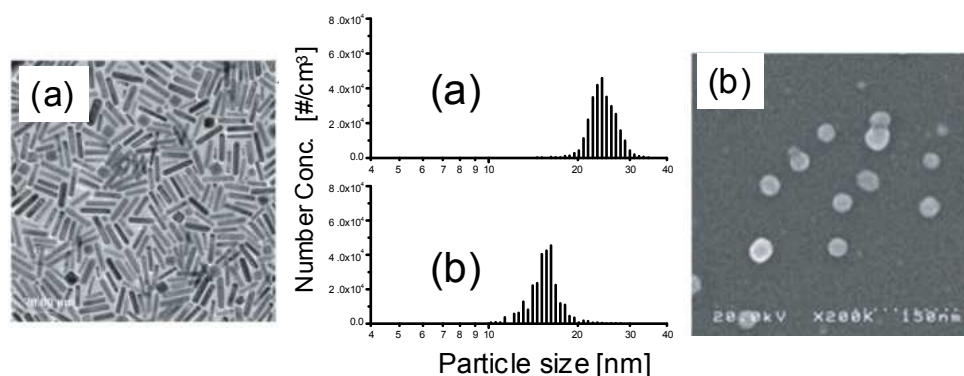 (a)
8.0x10⁴
6.0x10⁴
4.0x10⁴
2.0x10⁴
0.0
(a)
4 5 6 7 8 9 10 20 30 40
8.0x10⁴
6.0x10⁴
4.0x10⁴
2.0x10⁴
0.0
(b)
4 5 6 7 8 9 10 20 30 40
Number Conc. [#/cm³]
Particle size [nm]
(b)
20.0kV X200K 150nm